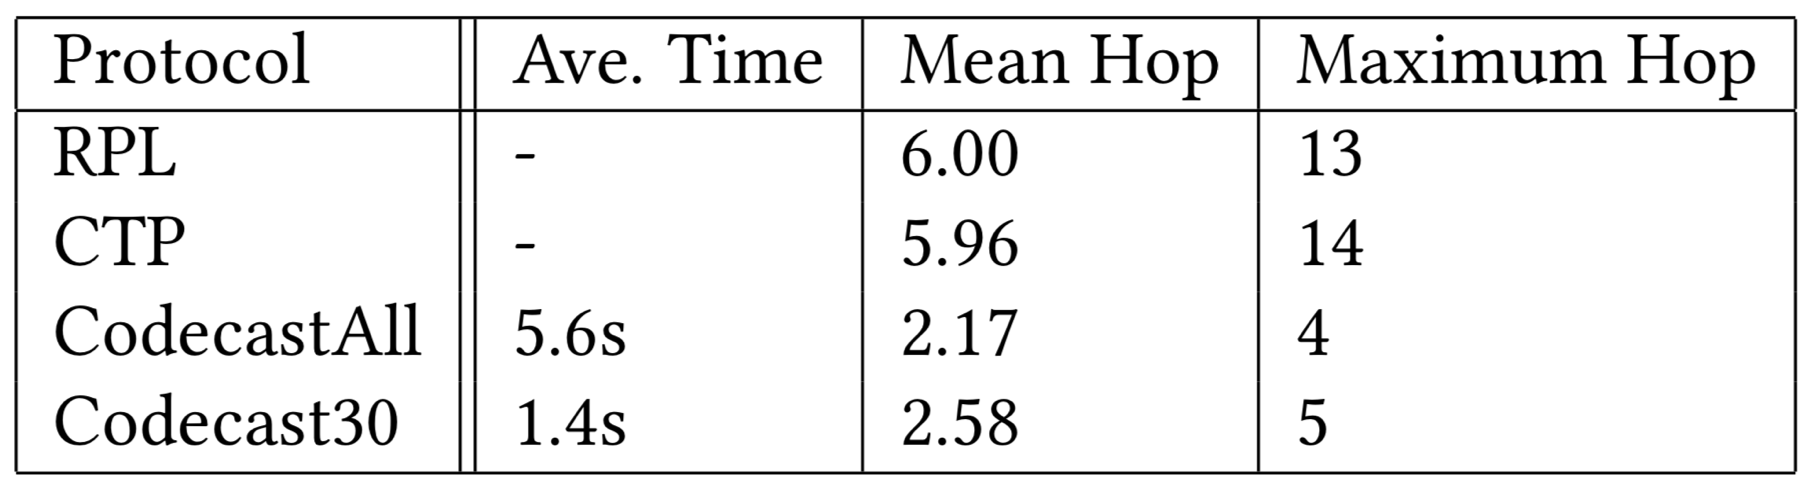 Protocol Ave. Time Mean Hop Maximum Hop
RPL - 6.00 13
CTP - 5.96 14
CodecastAll 5.6s 2.17 4
Codecast30 1.4s 2.58 5